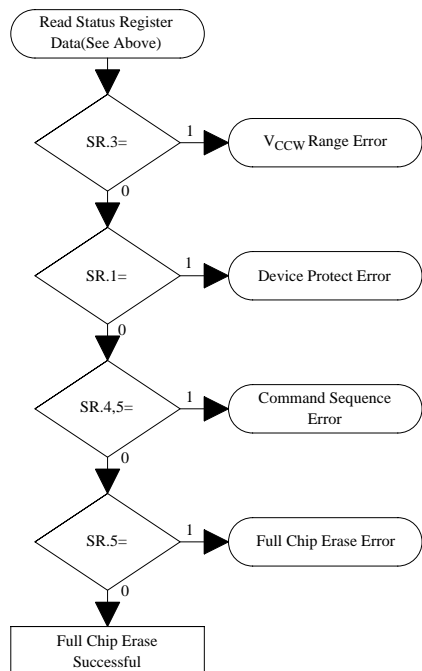 Read Status Register
Data(See Above)
SR.3=
1
VCCW Range Error
0
SR.1=
1
Device Protect Error
0
SR.4,5=
1
Command Sequence
Error
0
SR.5=
1
Full Chip Erase Error
0
Full Chip Erase
Successful